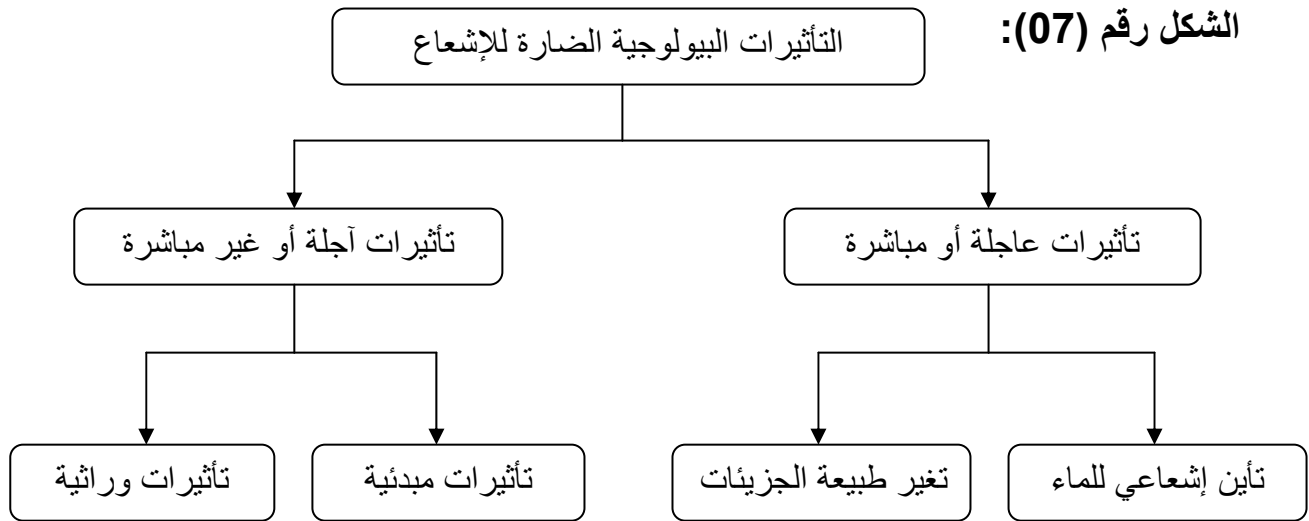 الشكل رقم (07):
التأثيرات البيولوجية الضارة للإشعاع
تأثيرات عاجلة أو مباشرة
تأثيرات آجلة أو غير مباشرة
تأين إشعاعي للماء
تغير طبيعة الجزيئات
تأثيرات مبدئية
تأثيرات وراثية